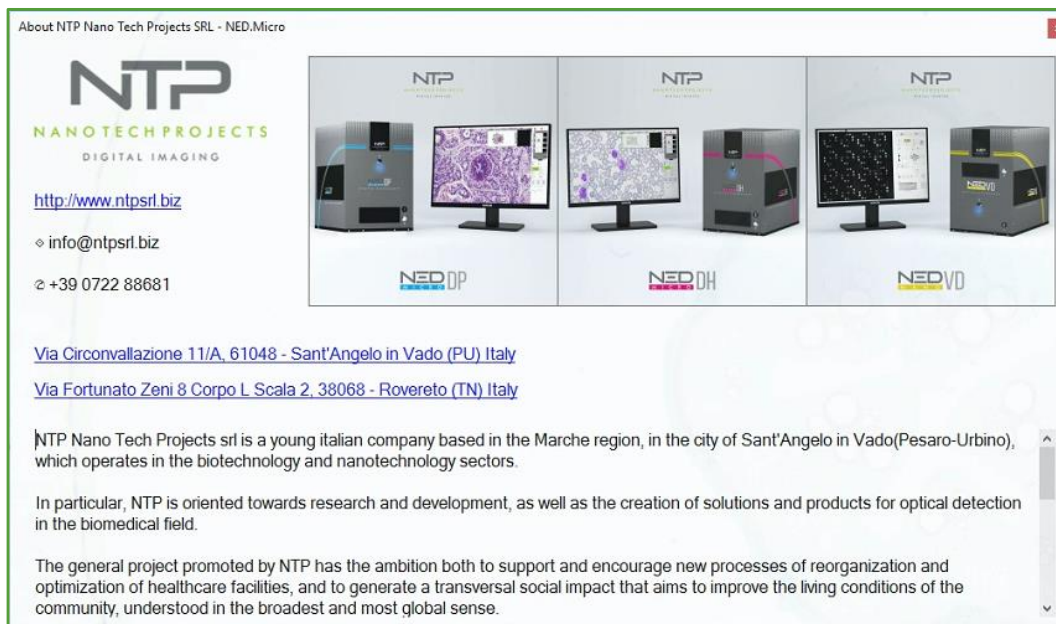 About NTP Nano Tech Projects SRL - NED.Micro
NTP
NANOTECHPROJECTS
DIGITAL IMAGING
http://www.ntpsrl.biz
info@ntpsrl.biz
+39 0722 88681
NTP
NTP
NTP
NED DP
MICRO
NED DH
MICRO
NED VD
Via Circonvallazione 11/A, 61048 - Sant'Angelo in Vado (PU) Italy
Via Fortunato Zeni 8 Corpo L Scala 2, 38068 - Rovereto (TN) Italy
NTP Nano Tech Projects srl is a young italian company based in the Marche region, in the city of Sant'Angelo in Vado(Pesaro-Urbino),
which operates in the biotechnology and nanotechnology sectors.
In particular, NTP is oriented towards research and development, as well as the creation of solutions and products for optical detection
in the biomedical field.
The general project promoted by NTP has the ambition both to support and encourage new processes of reorganization and
optimization of healthcare facilities, and to generate a transversal social impact that aims to improve the living conditions of the
community, understood in the broadest and most global sense.